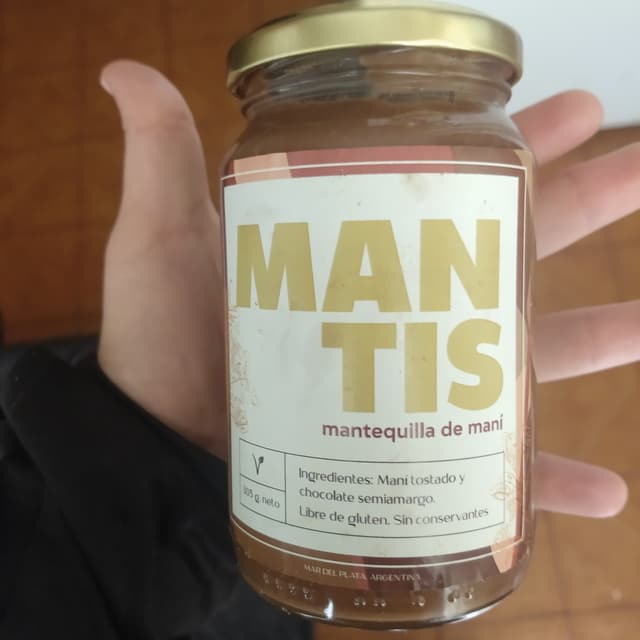 MAN
TIS
mantequilla de maní
V
305 g. neto
Ingredientes: Maní tostado y
chocolate semiamargo.
Libre de gluten. Sin conservantes
MAR DEL PLATA, ARGENTINA